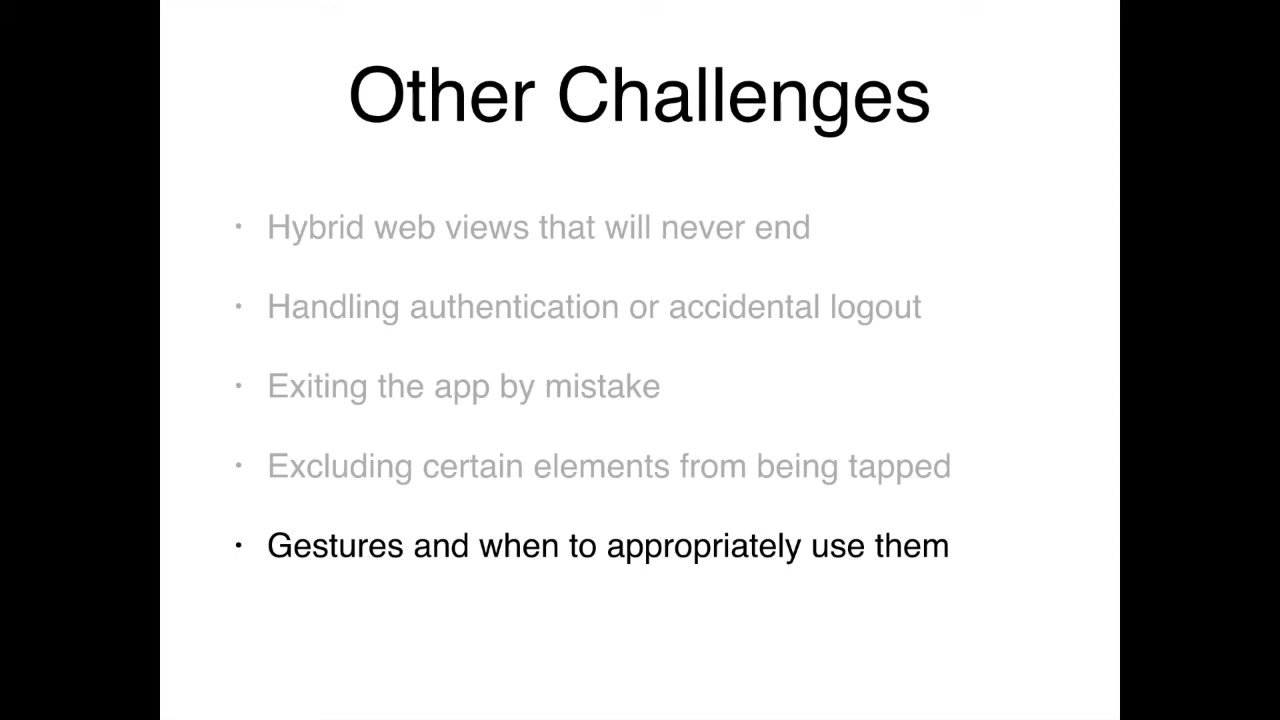 Other Challenges
• Hybrid web views that will never end
• Handling authentication or accidental logout
• Exiting the app by mistake
• Excluding certain elements from being tapped
• Gestures and when to appropriately use them